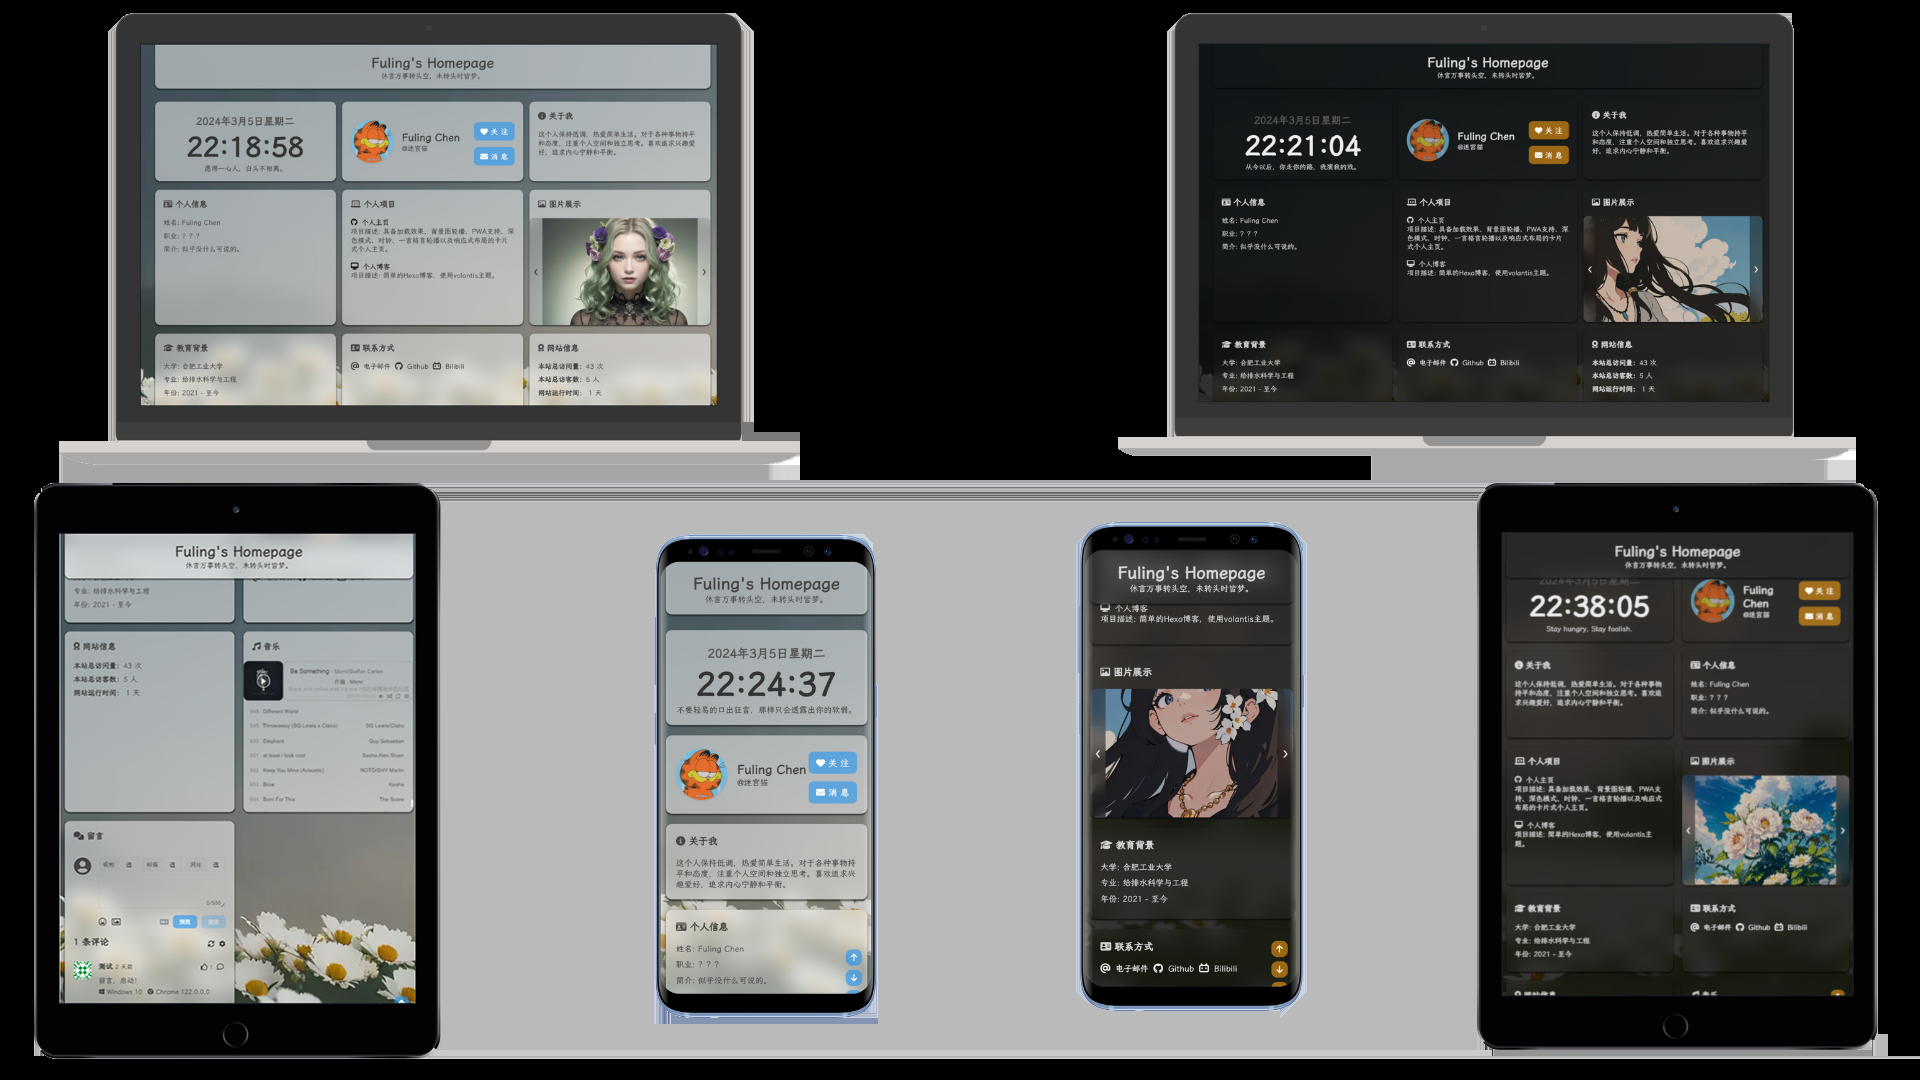 Fuling's Homepage
休言万事转头空，未转头时皆梦。
2024年3月5日星期二
22:18:58
愿得一心人，白头不相离。
Fuling Chen
@迷宫猫
关注
消息
关于我
这个人保持低调，热爱简单生活。对于各种事物持平
和态度，注重个人空间和独立思考。喜欢追求兴趣爱
好，追求内心宁静和平衡。
个人信息
姓名: Fuling Chen
职业: ? ? ?
简介: 似乎没什么可说的。
个人项目
个人主页
项目描述: 具备加载效果、背景图轮播、PWA支持、深
色模式、时钟、一言格言轮播以及响应式布局的卡片
式个人主页。
个人博客
项目描述: 简单的Hexo博客，使用volantis主题。
图片展示
教育背景
大学: 合肥工业大学
专业: 给排水科学与工程
年份: 2021 - 至今
联系方式
电子邮件 Github Bilibili
网站信息
本站总访问量： 43 次
本站总访客数： 5 人
网站运行时间： 1 天
Fuling's Homepage
休言万事转头空，未转头时皆梦。
2024年3月5日星期二
22:21:04
从今以后，你走你的路，我演我的戏。
Fuling Chen
@迷宫猫
关注
消息
关于我
这个人保持低调，热爱简单生活。对于各种事物持平
和态度，注重个人空间和独立思考。喜欢追求兴趣爱
好，追求内心宁静和平衡。
个人信息
姓名: Fuling Chen
职业: ? ? ?
简介: 似乎没什么可说的。
个人项目
个人主页
项目描述: 具备加载效果、背景图轮播、PWA支持、深
色模式、时钟、一言格言轮播以及响应式布局的卡片
式个人主页。
个人博客
项目描述: 简单的Hexo博客，使用volantis主题。
图片展示
教育背景
大学: 合肥工业大学
专业: 给排水科学与工程
年份: 2021 - 至今
联系方式
电子邮件 Github Bilibili
网站信息
本站总访问量： 43 次
本站总访客数： 5 人
网站运行时间： 1 天
Fuling's Homepage
休言万事转头空，未转头时皆梦。
专业: 给排水科学与工程
年份: 2021 - 至今
网站信息
本站总访问量： 43 次
本站总访客数： 5 人
网站运行时间： 1 天
音乐
Be Something
Different World
Throwaway (SG Lewis x Clairo) SG Lewis/Clairo
Elephant Guy Sebastian
at least i look cool Sasha Alex Sloan
Keep You Mine (Acoustic) NOTD/SHY Martin
Blow Kesha
Born For This The Score
留言
昵称 邮箱 网址
0/500
预览
1 条评论
测试 2 天前
留言，启动！
Windows 10 Chrome 122.0.0.0
Fuling's Homepage
休言万事转头空，未转头时皆梦。
2024年3月5日星期二
22:24:37
不要轻易的口出狂言，那样只会透露出你的软弱。
Fuling Chen
@迷宫猫
关注
消息
关于我
这个人保持低调，热爱简单生活。对于各种事物持
平和态度，注重个人空间和独立思考。喜欢追求兴
趣爱好，追求内心宁静和平衡。
个人信息
姓名: Fuling Chen
职业: ? ? ?
简介: 似乎没什么可说的。
Fuling's Homepage
休言万事转头空，未转头时皆梦。
个人博客
项目描述: 简单的Hexo博客，使用volantis主题。
图片展示
教育背景
大学: 合肥工业大学
专业: 给排水科学与工程
年份: 2021 - 至今
联系方式
电子邮件 Github Bilibili
Fuling's Homepage
休言万事转头空，未转头时皆梦。
2024年3月5日星期二
22:38:05
Stay hungry, Stay foolish.
Fuling
Chen
@迷宫猫
关注
消息
关于我
这个人保持低调，热爱简单生活。对于各种事物
持平和态度，注重个人空间和独立思考。喜欢追
求兴趣爱好，追求内心宁静和平衡。
个人信息
姓名: Fuling Chen
职业: ? ? ?
简介: 似乎没什么可说的。
个人项目
个人主页
项目描述: 具备加载效果、背景图轮播、PWA支
持、深色模式、时钟、一言格言轮播以及响应式
布局的卡片式个人主页。
个人博客
项目描述: 简单的Hexo博客，使用volantis主
题。
图片展示
教育背景
大学: 合肥工业大学
专业: 给排水科学与工程
年份: 2021 - 至今
联系方式
电子邮件 Github Bilibili
网站信息
音乐